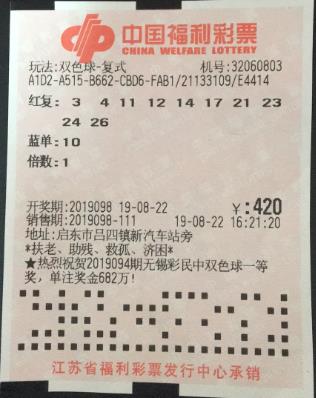 中国福利彩票
CHINA WELFARE LOTTERY
玩法:双色球-复式 机号:32060803
A1D2-A515-B662-CBD6-FAB1/21133109/E4414
红复: 3 4 11 12 14 17 21 23
24 26
蓝单:10
倍数:1
开奖期:2019098 19-08-22 ¥:420
销售期:2019098-111 19-08-22 16:21:20
地址:启东市吕四镇新汽车站旁
*扶老、助残、救孤、济困*
★热烈祝贺2019094期无锡彩民中双色球一等
奖，单注奖金682万!
江苏省福利彩票发行中心承销